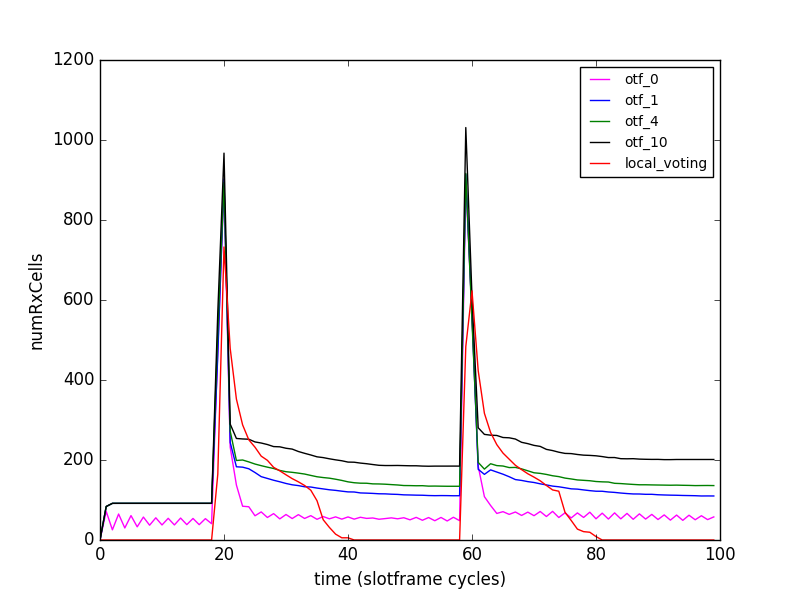 1200
1000
800
600
400
200
0
numRxCells
0 20 40 60 80 100
time (slotframe cycles)
otf_0
otf_1
otf_4
otf_10
local_voting